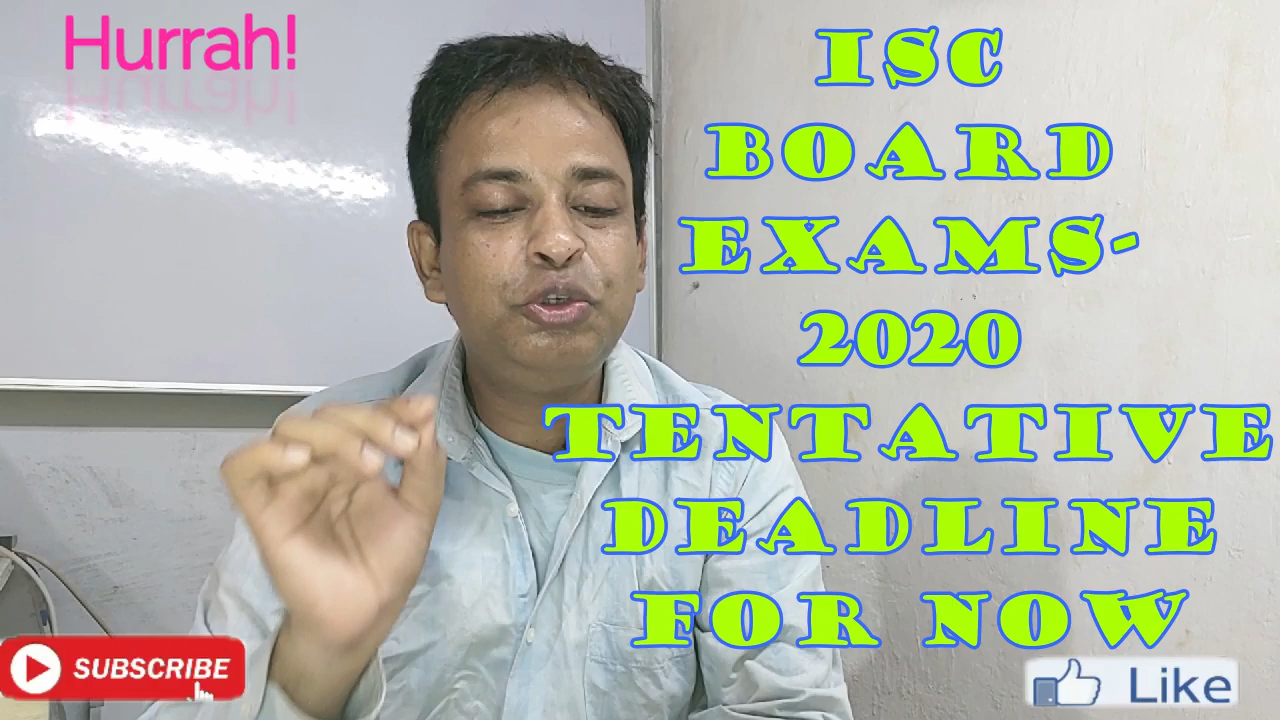 Hurrah!
ISC
BOARD
EXAMS-
2020
TENTATIVE
DEADLINE
FOR NOW
SUBSCRIBE
Like